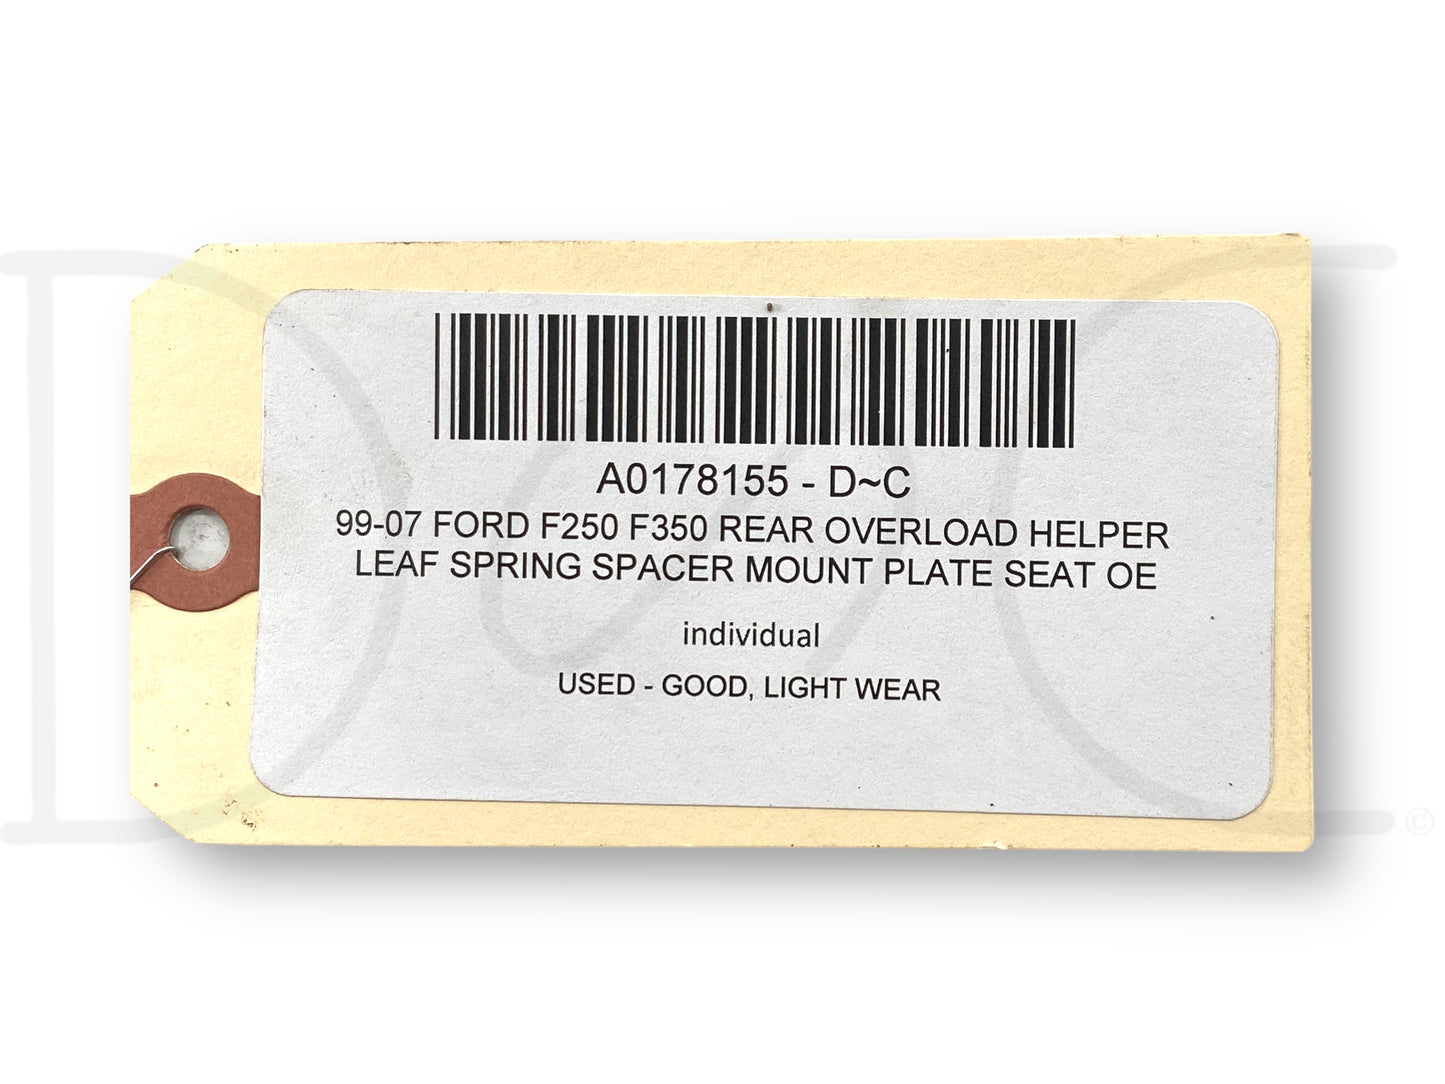 A0178155 - D~C
99-07 FORD F250 F350 REAR OVERLOAD HELPER
LEAF SPRING SPACER MOUNT PLATE SEAT OE
individual
USED - GOOD, LIGHT WEAR
©